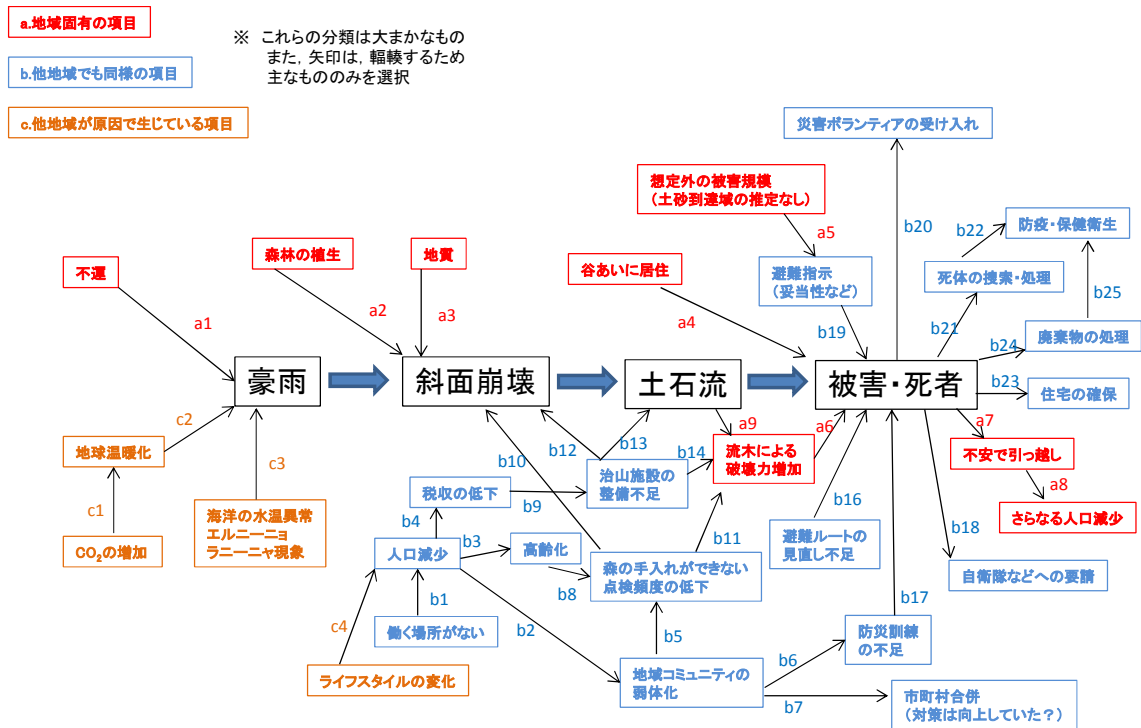 a.地域固有の項目
※ これらの分類は大まかなもの
また, 矢印は, 輻輳するため
主なもののみを選択
b.他地域でも同様の項目
c.他地域が原因で生じている項目
災害ボランティアの受け入れ
想定外の被害規模
(土砂到達域の推定なし)
a5
b20
b22
防疫・保健衛生
森林の植生
地質
不運
谷あいに居住
避難指示
(妥当性など)
死体の捜索・処理
b25
a1
a2
a3
a4
b19
b21
b24
廃棄物の処理
豪雨
斜面崩壊
土石流
被害・死者
b23
住宅の確保
c2
a9
a6
a7
地球温暖化
c3
b10
b12
b13
b14
流木による
破壊力増加
不安で引っ越し
a8
税収の低下
治山施設の
整備不足
b16
さらなる人口減少
c1
海洋の水温異常
エルニーニョ
ラニーニャ現象
b4
b9
b11
b18
CO₂の増加
人口減少
b3
高齢化
避難ルートの
見直し不足
森の手入れができない
点検頻度の低下
自衛隊などへの要請
b8
b1
b17
c4
働く場所がない
b2
b5
防災訓練
の不足
b6
ライフスタイルの変化
地域コミュニティの
弱体化
b7
市町村合併
(対策は向上していた?)